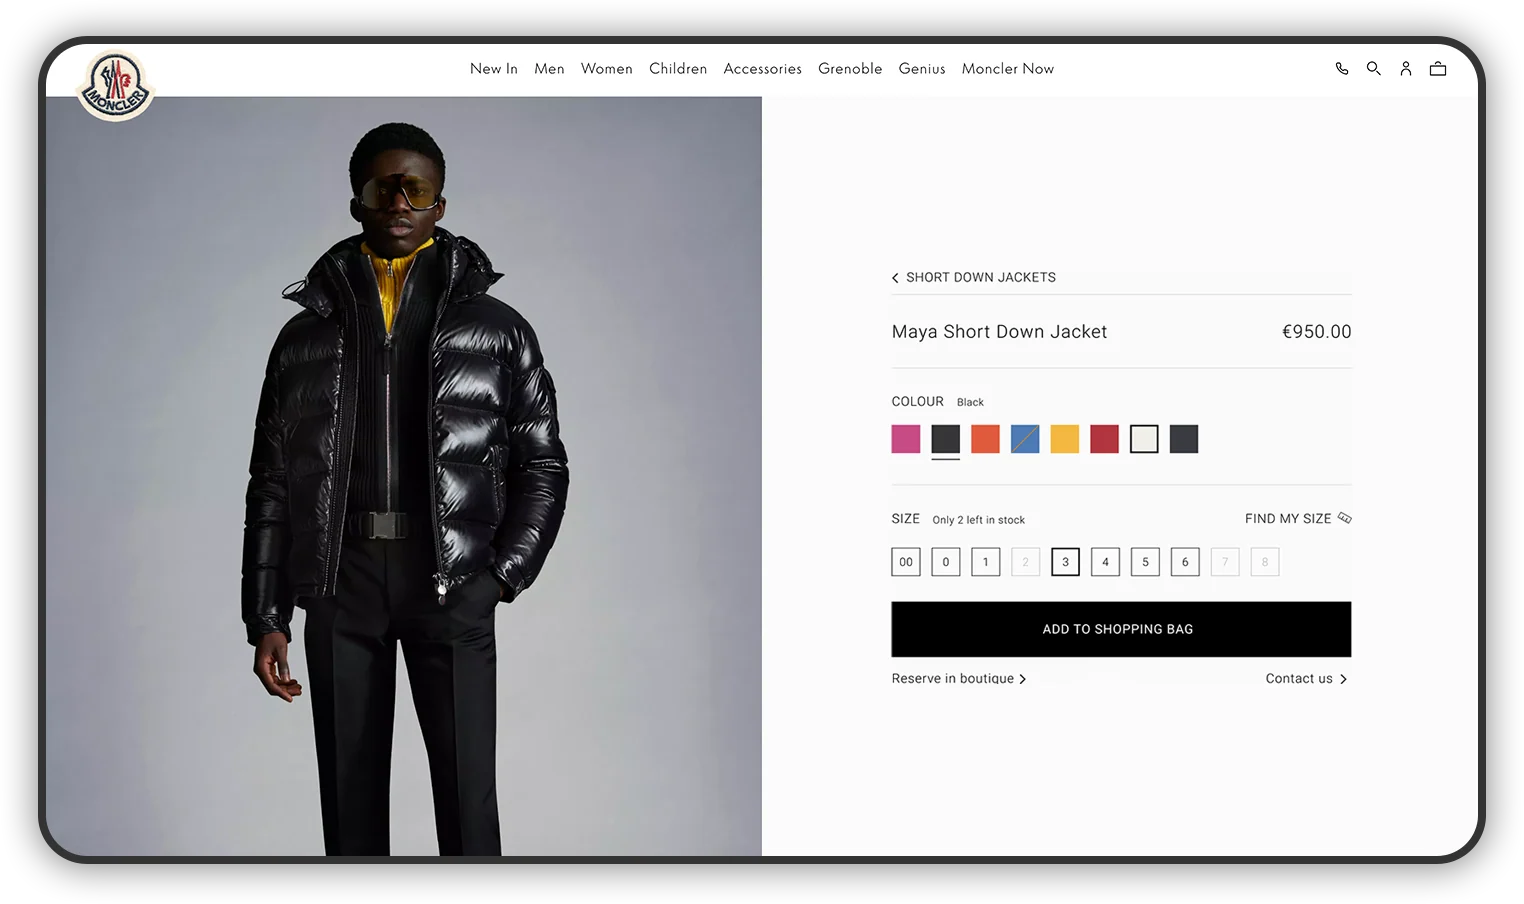 MONCLER
New In Men Women Children Accessories Grenoble Genius Moncler Now
SHORT DOWN JACKETS
Maya Short Down Jacket €950.00
COLOUR Black
SIZE Only 2 left in stock FIND MY SIZE
00 0 1 2 3 4 5 6 7 8
ADD TO SHOPPING BAG
Reserve in boutique Contact us